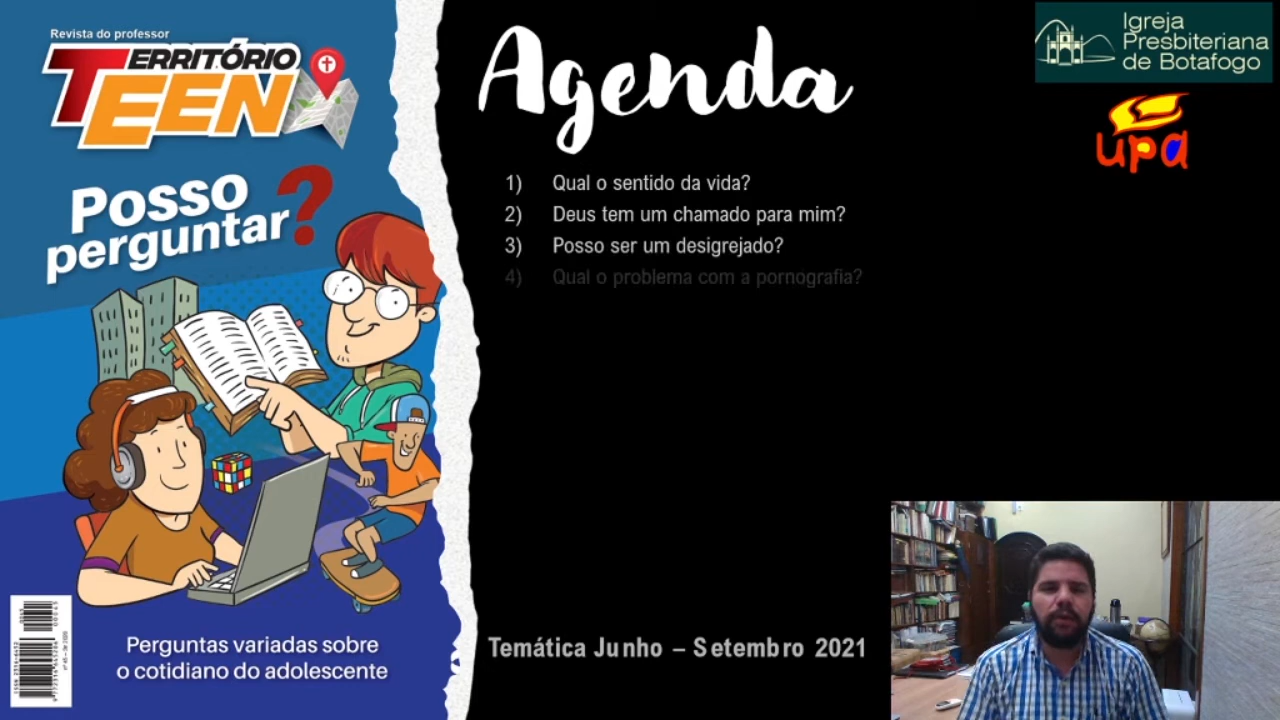 Revista do professor
TERRITÓRIO
TEEN
Posso
perguntar?
Perguntas variadas sobre
o cotidiano do adolescente
Agenda
1) Qual o sentido da vida?
2) Deus tem um chamado para mim?
3) Posso ser um desigrejado?
4) Qual o problema com a pornografia?
Temática Junho – Setembro 2021
Igreja
Presbiteriana
de Botafogo
upa